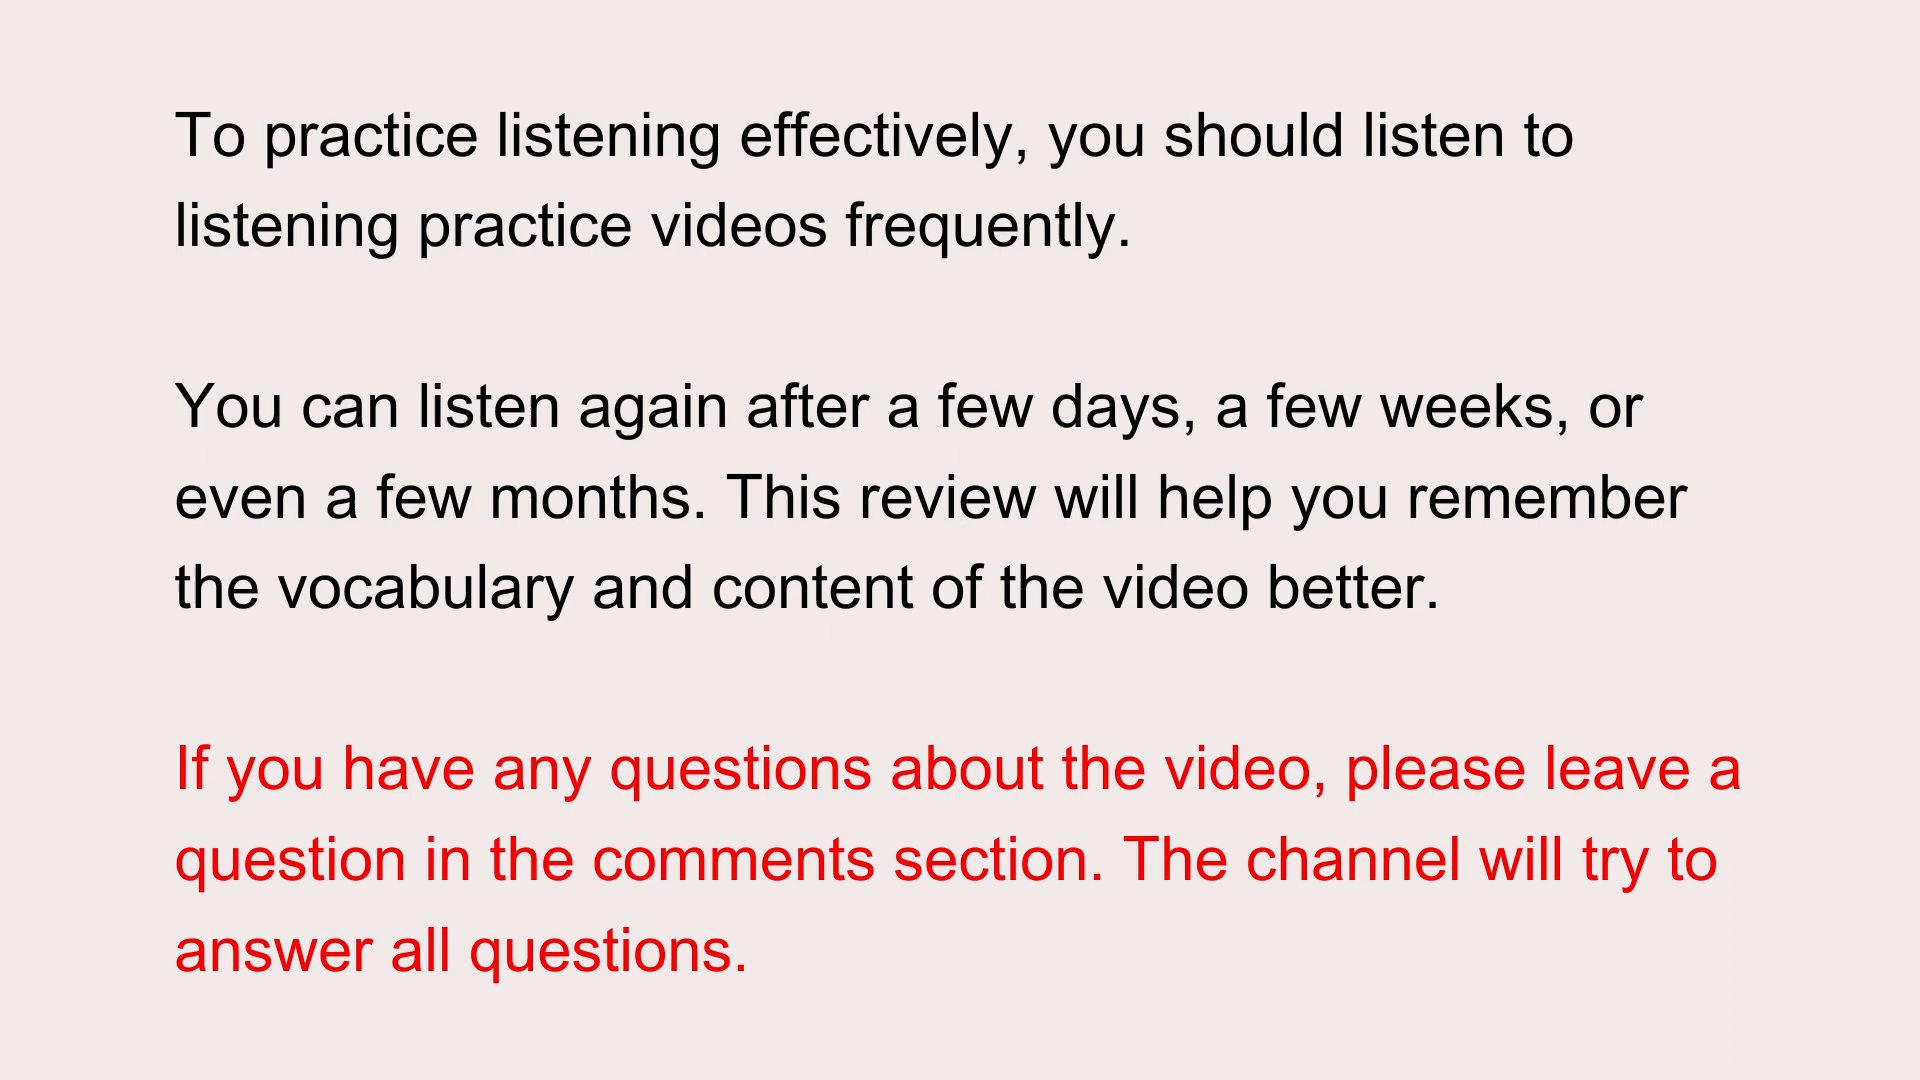 To practice listening effectively, you should listen to
listening practice videos frequently.
You can listen again after a few days, a few weeks, or
even a few months. This review will help you remember
the vocabulary and content of the video better.
If you have any questions about the video, please leave a
question in the comments section. The channel will try to
answer all questions.